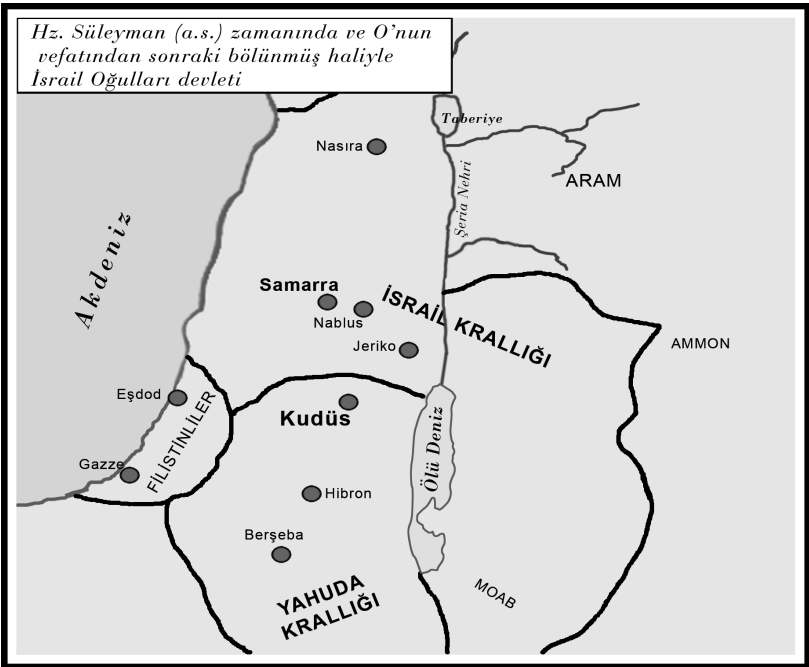 Hz. Süleyman (a.s.) zamanında ve O’nun
vefatından sonraki bölünmüş haliyle
İsrail Oğulları devleti
Taberiye
Nasıra
Şeria Nehri
ARAM
Akdeniz
Samarra
Nablus
İSRAİL KRALLIĞI
Jeriko
AMMON
Eşdod
FİLİSTİNLİLER
Kudüs
Ölü Deniz
Gazze
Hibron
Berşeba
YAHUDA
KRALLIĞI
MOAB